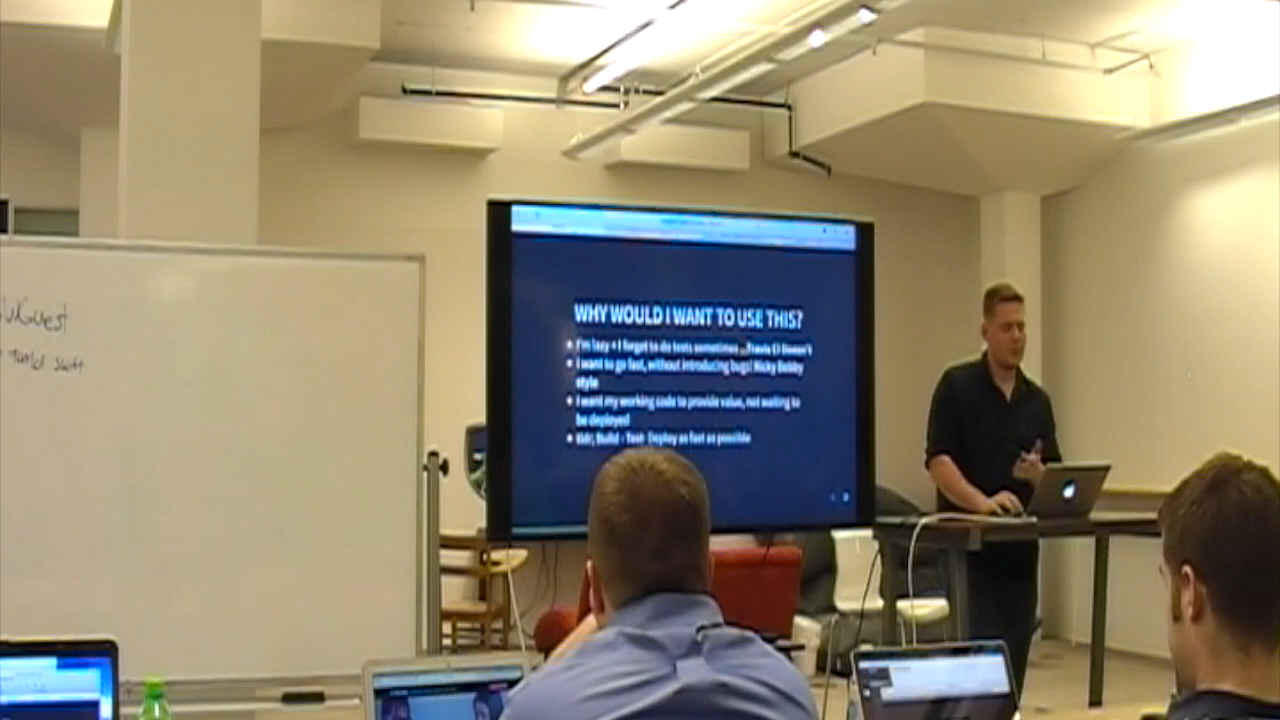 WHY WOULD I WANT TO USE THIS?
I'm lazy + I forget to do tests sometimes... Travis CI Doesn't
I want to go fast, without introducing bugs! Ricky Bobby
style
I want my working code to provide value, not waiting to
be deployed
tldr; Build - Test- Deploy as fast as possible